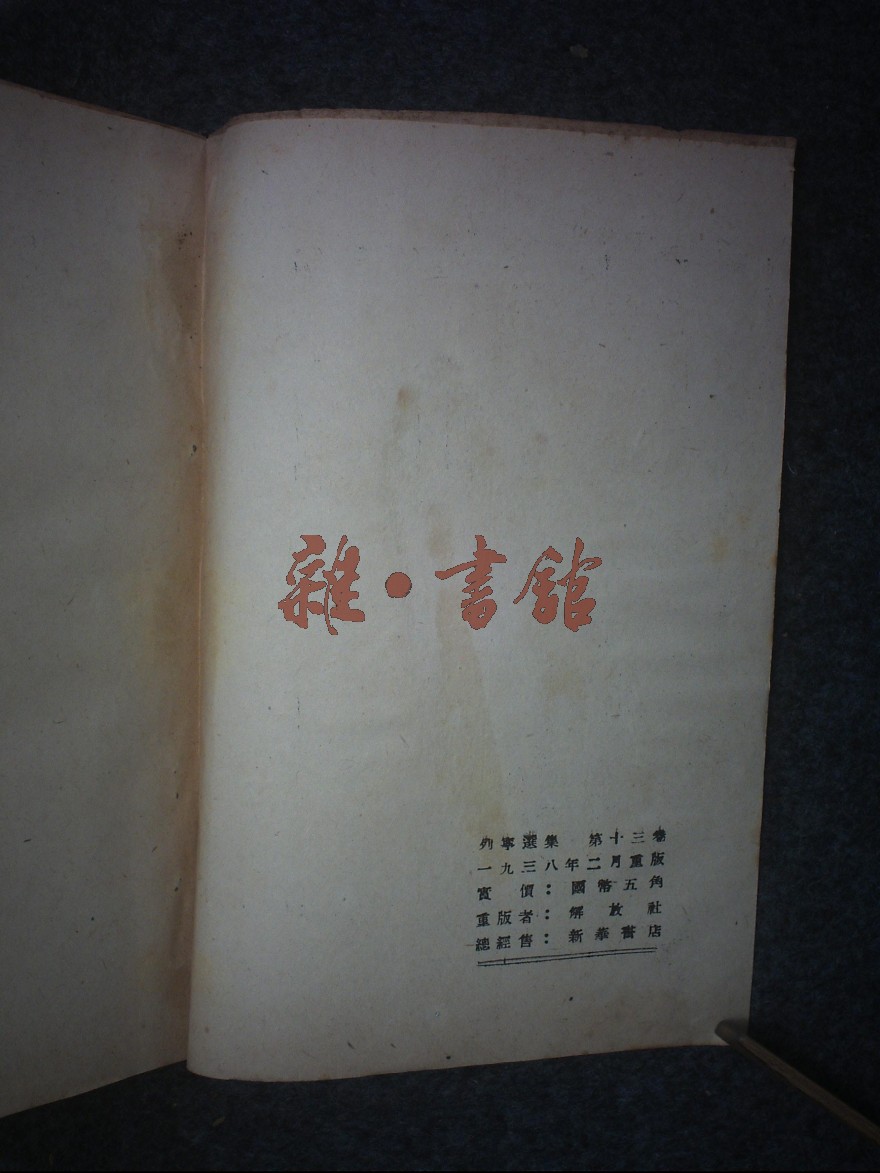 雜•書館
列寧選集 第十三卷
一九三八年二月重版
實價：國幣五角
重版者：解放社
總經售：新華書店